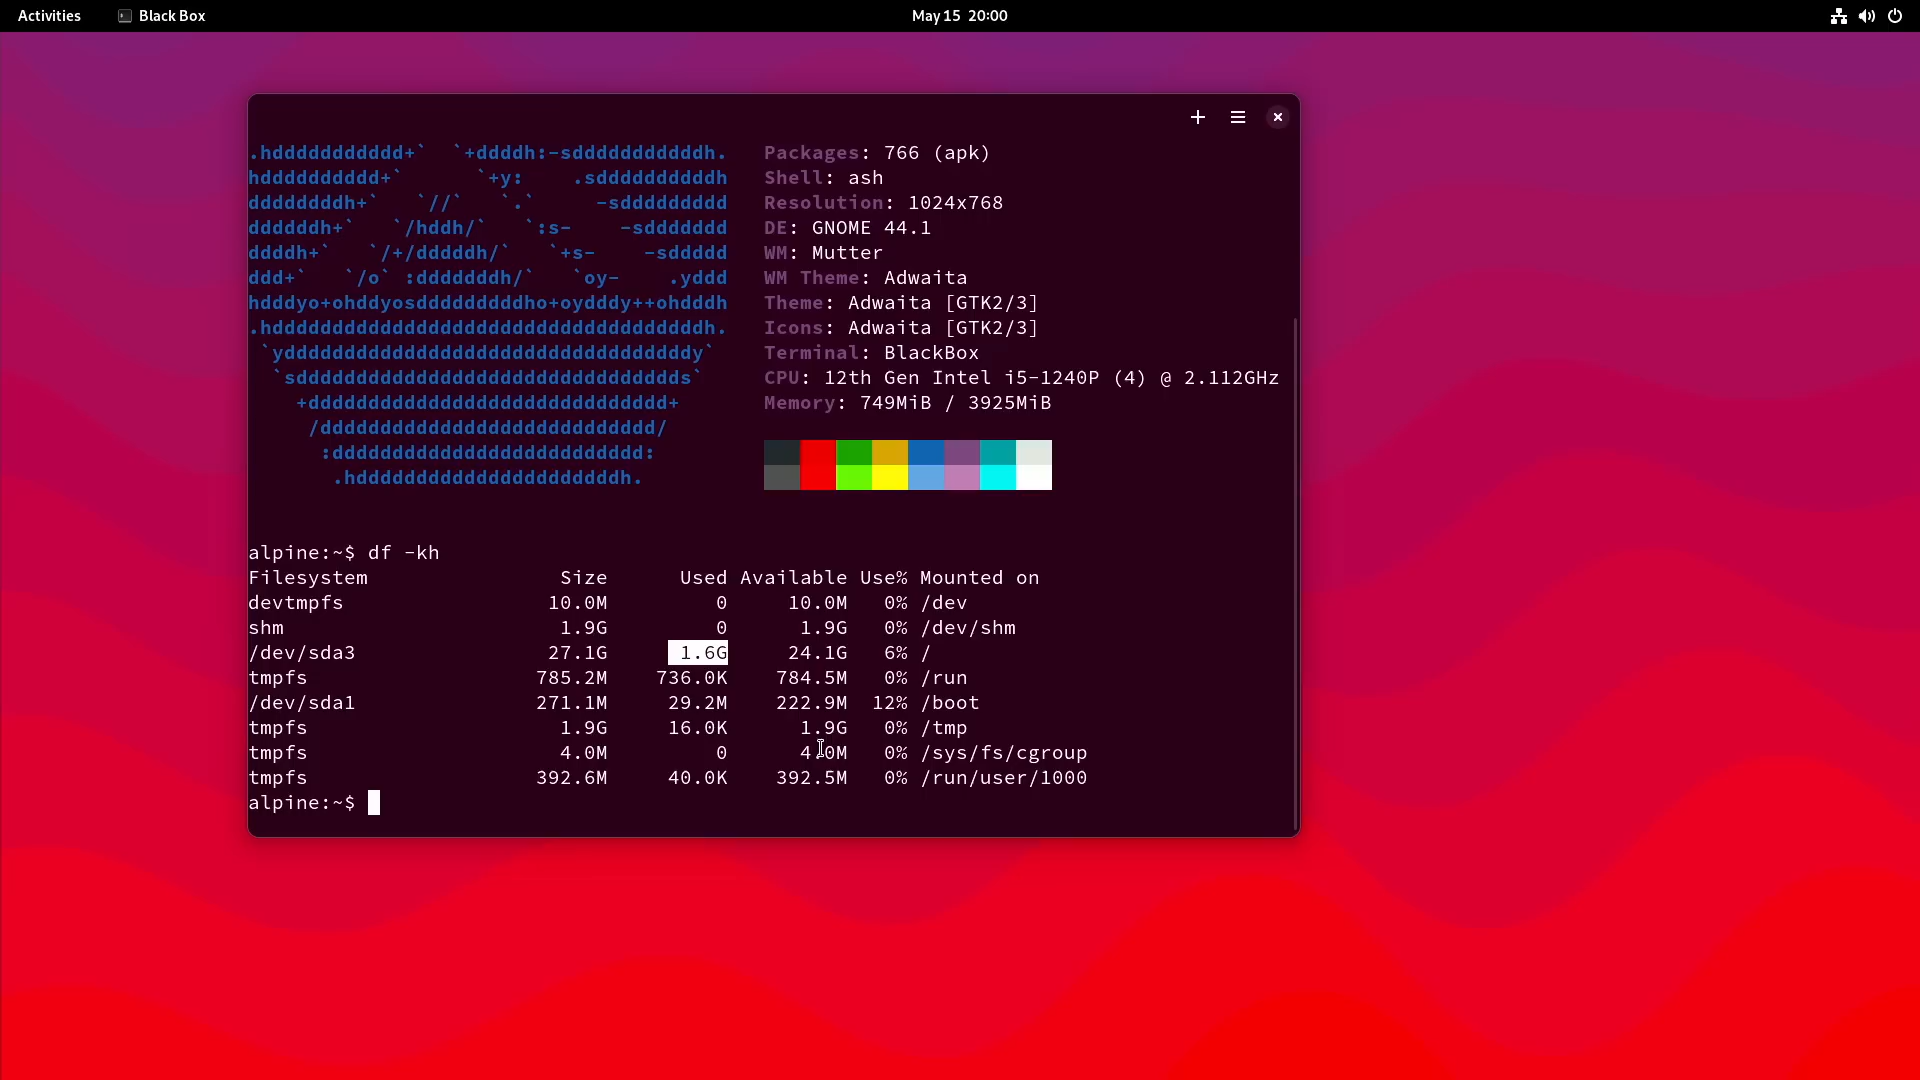 Activities Black Box May 15 20:00
.hddddddddddd+`  `+ddddh:-sdddddddddddh. Packages: 766 (apk)
hdddddddddd+`      `+y:    .sddddddddddh Shell: ash
ddddddddh+`   `//`   `.`     -sddddddddd Resolution: 1024x768
ddddddh+`   `/hddh/`   `:s-    -sddddddd DE: GNOME 44.1
ddddh+`   `/+/dddddh/`   `+s-    -sddddd WM: Mutter
ddd+`   `/o` :dddddddh/`   `oy-    .yddd WM Theme: Adwaita
hdddyo+ohddyosdddddddddho+oydddy++ohdddh Theme: Adwaita [GTK2/3]
.hddddddddddddddddddddddddddddddddddddh. Icons: Adwaita [GTK2/3]
`yddddddddddddddddddddddddddddddddddy` Terminal: BlackBox
`sdddddddddddddddddddddddddddddddds` CPU: 12th Gen Intel i5-1240P (4) @ 2.112GHz
+dddddddddddddddddddddddddddddd+ Memory: 749MiB / 3925MiB
/dddddddddddddddddddddddddddd/
:dddddddddddddddddddddddddd:
.hddddddddddddddddddddddh.
alpine:~$ df -kh
Filesystem Size Used Available Use% Mounted on
devtmpfs 10.0M 0 10.0M 0% /dev
shm 1.9G 0 1.9G 0% /dev/shm
/dev/sda3 27.1G 1.6G 24.1G 6% /
tmpfs 785.2M 736.0K 784.5M 0% /run
/dev/sda1 271.1M 29.2M 222.9M 12% /boot
tmpfs 1.9G 16.0K 1.9G 0% /tmp
tmpfs 4.0M 0 4.0M 0% /sys/fs/cgroup
tmpfs 392.6M 40.0K 392.5M 0% /run/user/1000
alpine:~$